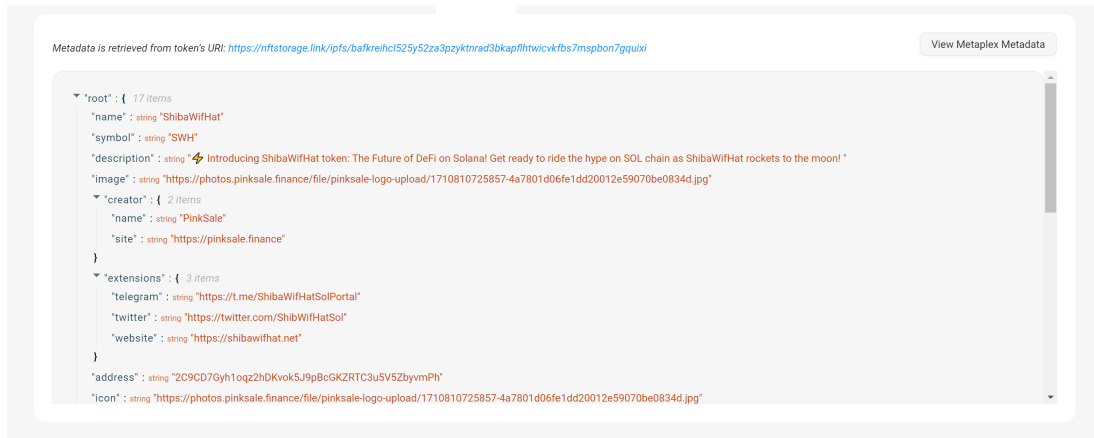 Metadata is retrieved from token's URI: https://nftstorage.link/ipfs/bafkreihcl525y52za3pzyktnrad3bkapflhtwicvkfbs7mspbon7gquixi
View Metaplex Metadata
"root" : { 17 items
"name" : string "ShibaWifHat"
"symbol" : string "SWH"
"description" : string "⚡ Introducing ShibaWifHat token: The Future of DeFi on Solana! Get ready to ride the hype on SOL chain as ShibaWifHat rockets to the moon! "
"image" : string "https://photos.pinksale.finance/file/pinksale-logo-upload/1710810725857-4a7801d06fe1dd20012e59070be0834d.jpg"
"creator" : { 2 items
"name" : string "PinkSale"
"site" : string "https://pinksale.finance"
}
"extensions" : { 3 items
"telegram" : string "https://t.me/ShibaWifHatSolPortal"
"twitter" : string "https://twitter.com/ShibWifHatSol"
"website" : string "https://shibawifhat.net"
}
"address" : string "2C9CD7Gyh1oqz2hDKvok5J9pBcGKZRTC3u5V5ZbyvmPh"
"icon" : string "https://photos.pinksale.finance/file/pinksale-logo-upload/1710810725857-4a7801d06fe1dd20012e59070be0834d.jpg"